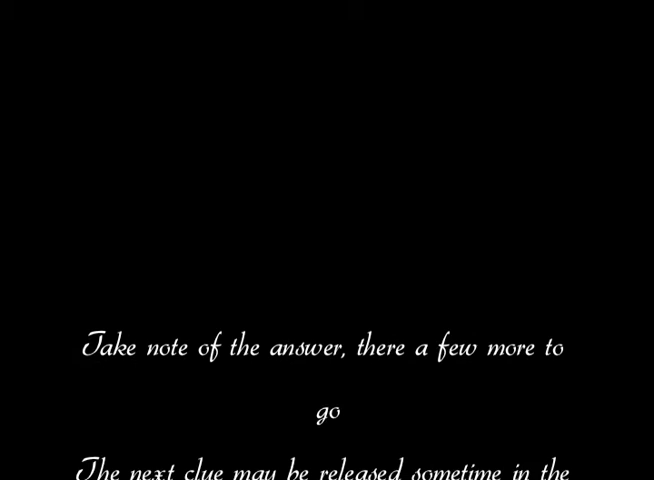 Take note of the answer, there a few more to
go
The next clue may be released sometime in the